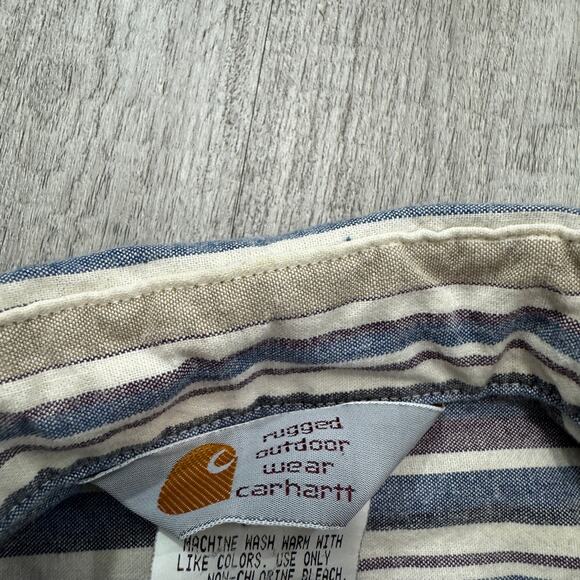 rugged
outdoor
wear
carhartt
MACHINE WASH WARM WITH
LIKE COLORS. USE ONLY
NON-CHLORINE BLEACH.